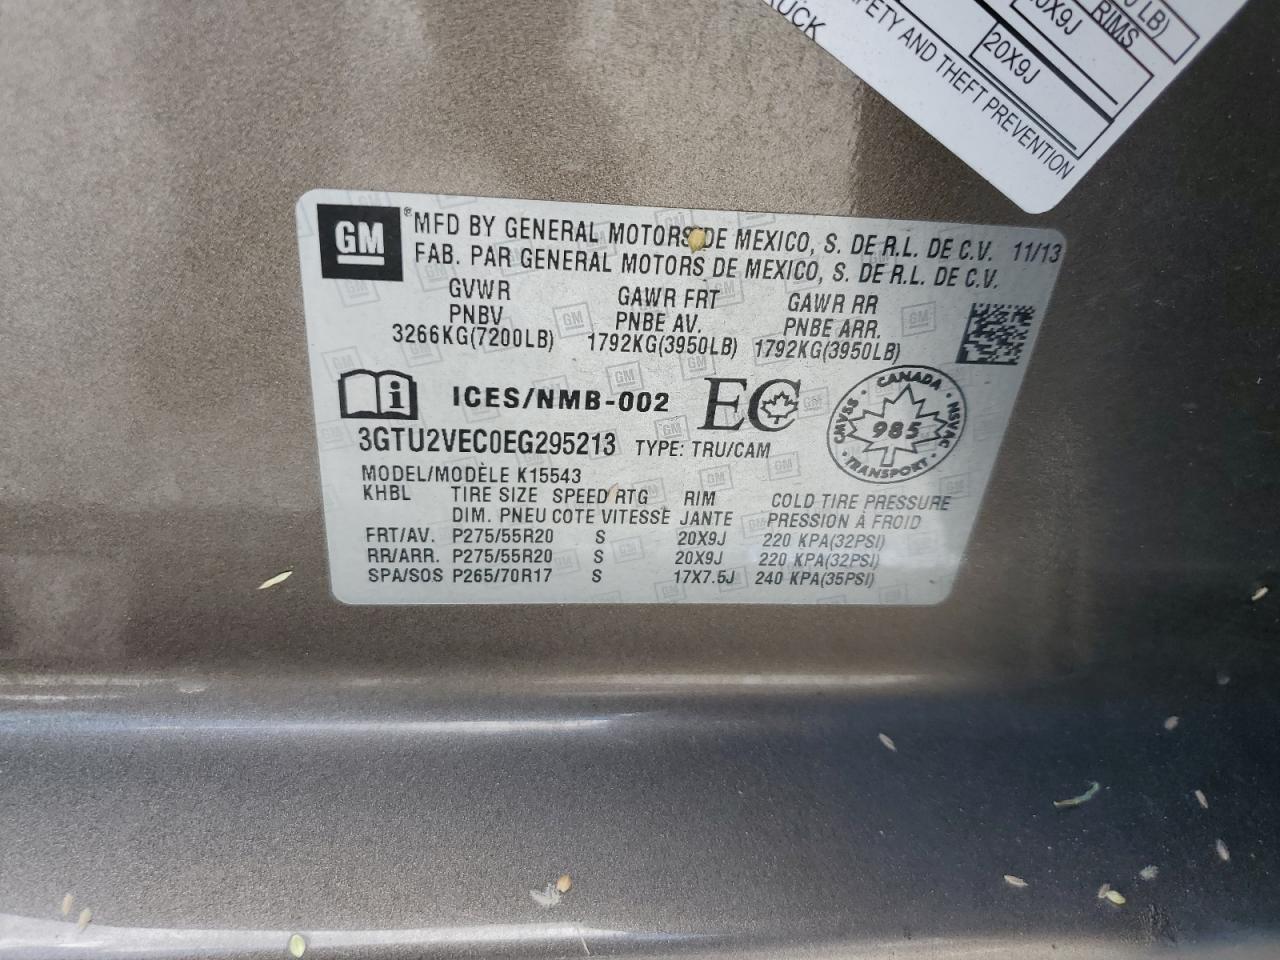 0 LB)
RIMS
20X9J
20X9J
SAFETY AND THEFT PREVENTION
GM ® MFD BY GENERAL MOTORS DE MEXICO, S. DE R.L. DE C.V. 11/13
FAB. PAR GENERAL MOTORS DE MEXICO, S. DE R.L. DE C.V.
GVWR GAWR FRT GAWR RR
PNBV PNBE AV. PNBE ARR.
3266KG(7200LB) 1792KG(3950LB) 1792KG(3950LB)
i ICES/NMB-002 EC
CANADA CMVSS 985 NSVAC TRANSPORT
3GTU2VEC0EG295213 TYPE: TRU/CAM
MODEL/MODÈLE K15543
KHBL TIRE SIZE SPEED RTG RIM COLD TIRE PRESSURE
DIM. PNEU COTE VITESSE JANTE PRESSION À FROID
FRT/AV. P275/55R20 S 20X9J 220 KPA(32PSI)
RR/ARR. P275/55R20 S 20X9J 220 KPA(32PSI)
SPA/SOS P265/70R17 S 17X7.5J 240 KPA(35PSI)